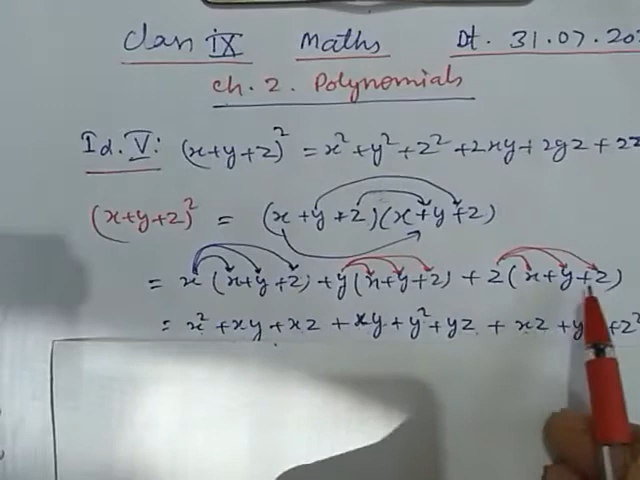 Class IX Maths Dt. 31.07.20
Ch. 2. Polynomials
Id. V: (x+y+z)² = x² + y² + z² + 2xy + 2yz + 2z
(x+y+z)² = (x+y+z)(x+y+z)
= x(x+y+z) + y(x+y+z) + z(x+y+z)
= x² + xy + xz + xy + y² + yz + xz + y + z²